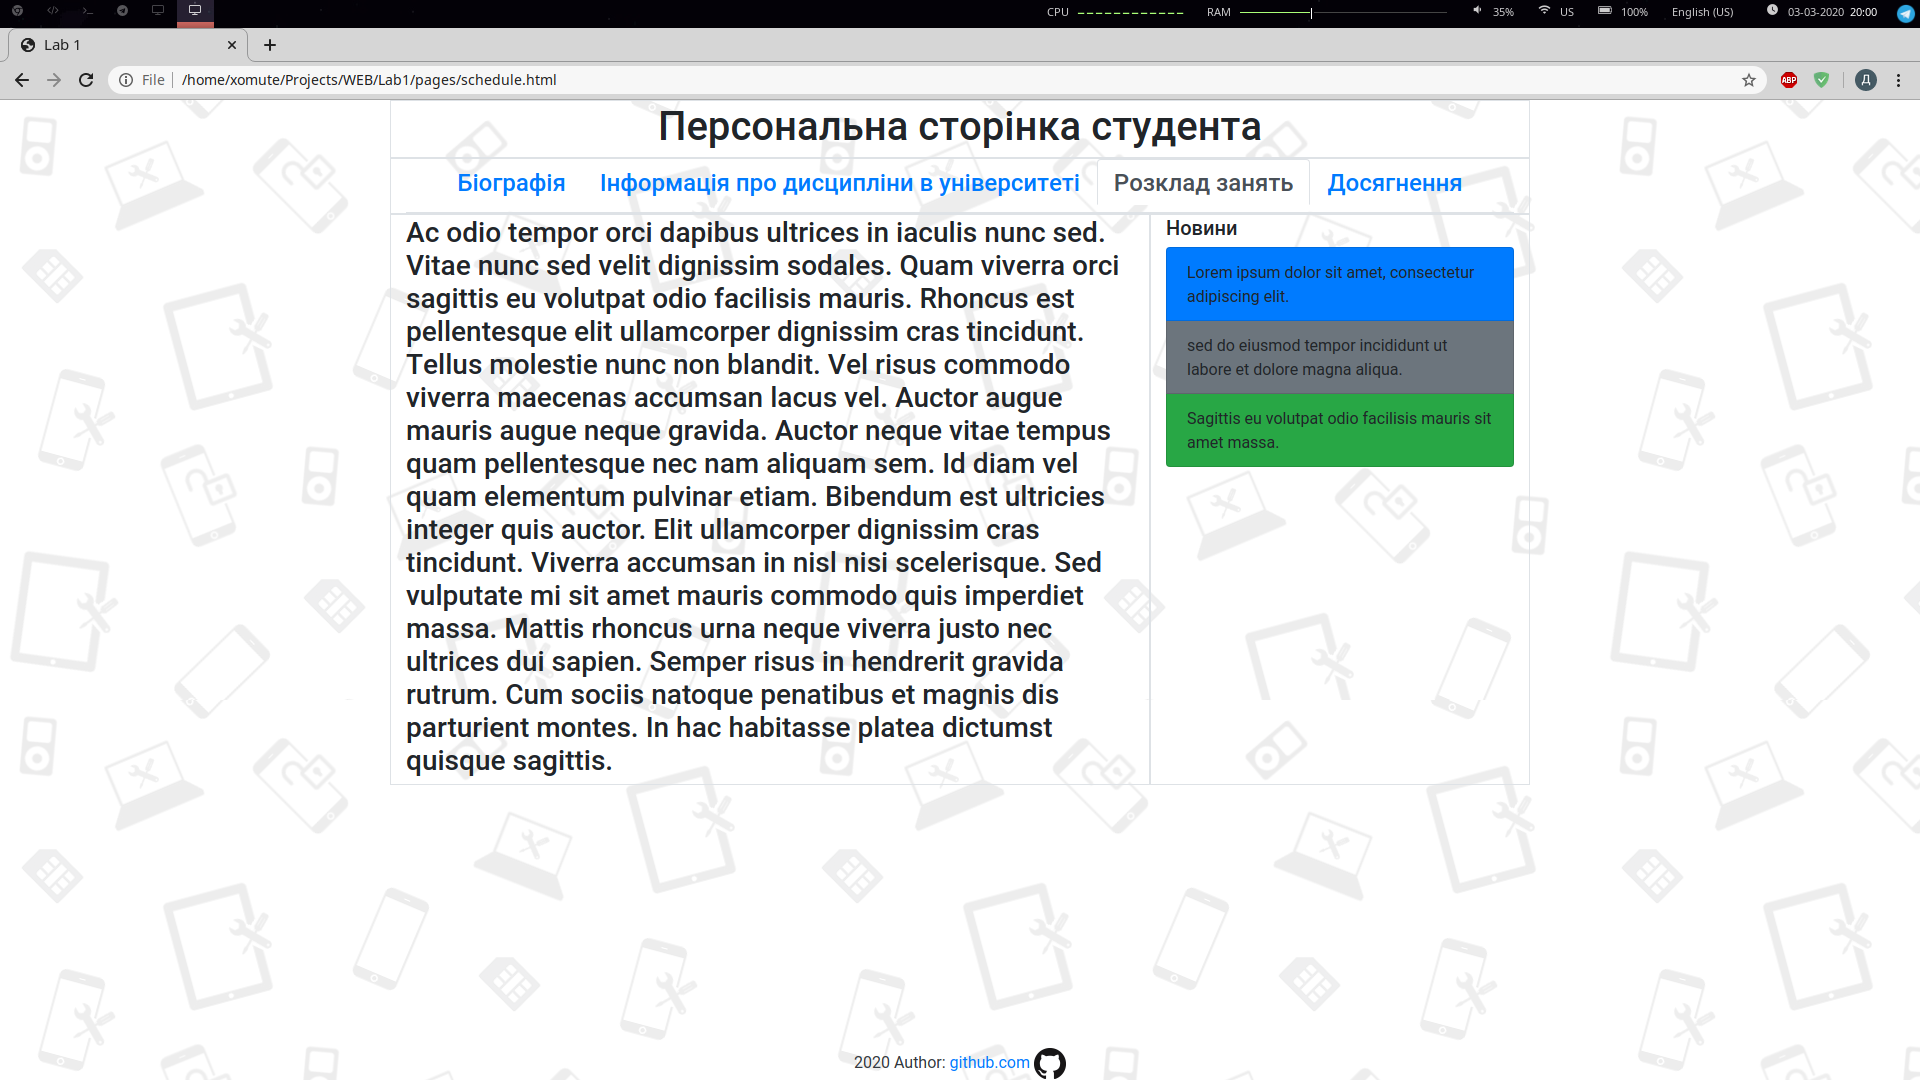 CPU RAM 35% US 100% English (US) 03-03-2020 20:00
Lab 1
File /home/xomute/Projects/WEB/Lab1/pages/schedule.html
ABP
Д
Персональна сторінка студента
Біографія Інформація про дисципліни в університеті Розклад занять Досягнення
Ac odio tempor orci dapibus ultrices in iaculis nunc sed.
Vitae nunc sed velit dignissim sodales. Quam viverra orci
sagittis eu volutpat odio facilisis mauris. Rhoncus est
pellentesque elit ullamcorper dignissim cras tincidunt.
Tellus molestie nunc non blandit. Vel risus commodo
viverra maecenas accumsan lacus vel. Auctor augue
mauris augue neque gravida. Auctor neque vitae tempus
quam pellentesque nec nam aliquam sem. Id diam vel
quam elementum pulvinar etiam. Bibendum est ultricies
integer quis auctor. Elit ullamcorper dignissim cras
tincidunt. Viverra accumsan in nisl nisi scelerisque. Sed
vulputate mi sit amet mauris commodo quis imperdiet
massa. Mattis rhoncus urna neque viverra justo nec
ultrices dui sapien. Semper risus in hendrerit gravida
rutrum. Cum sociis natoque penatibus et magnis dis
parturient montes. In hac habitasse platea dictumst
quisque sagittis.
Новини
Lorem ipsum dolor sit amet, consectetur
adipiscing elit.
sed do eiusmod tempor incididunt ut
labore et dolore magna aliqua.
Sagittis eu volutpat odio facilisis mauris sit
amet massa.
2020 Author: github.com